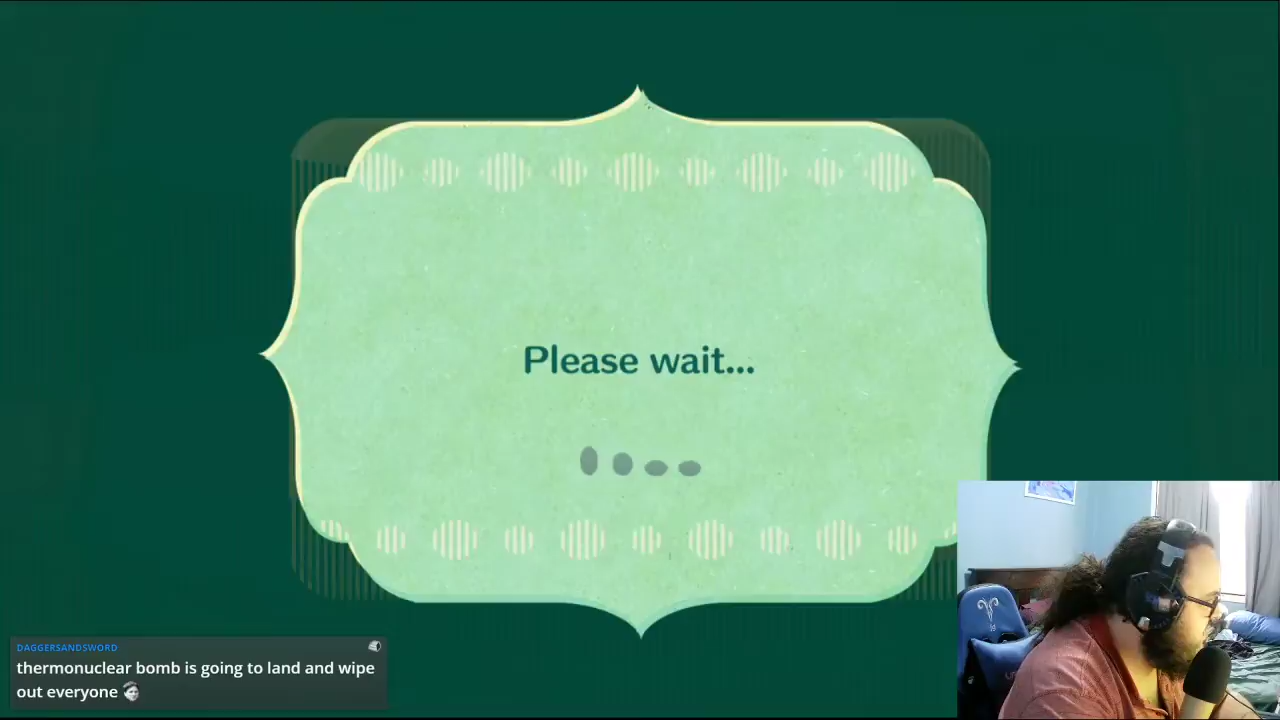 Please wait...
DAGGERSANDSWORD
thermonuclear bomb is going to land and wipe
out everyone